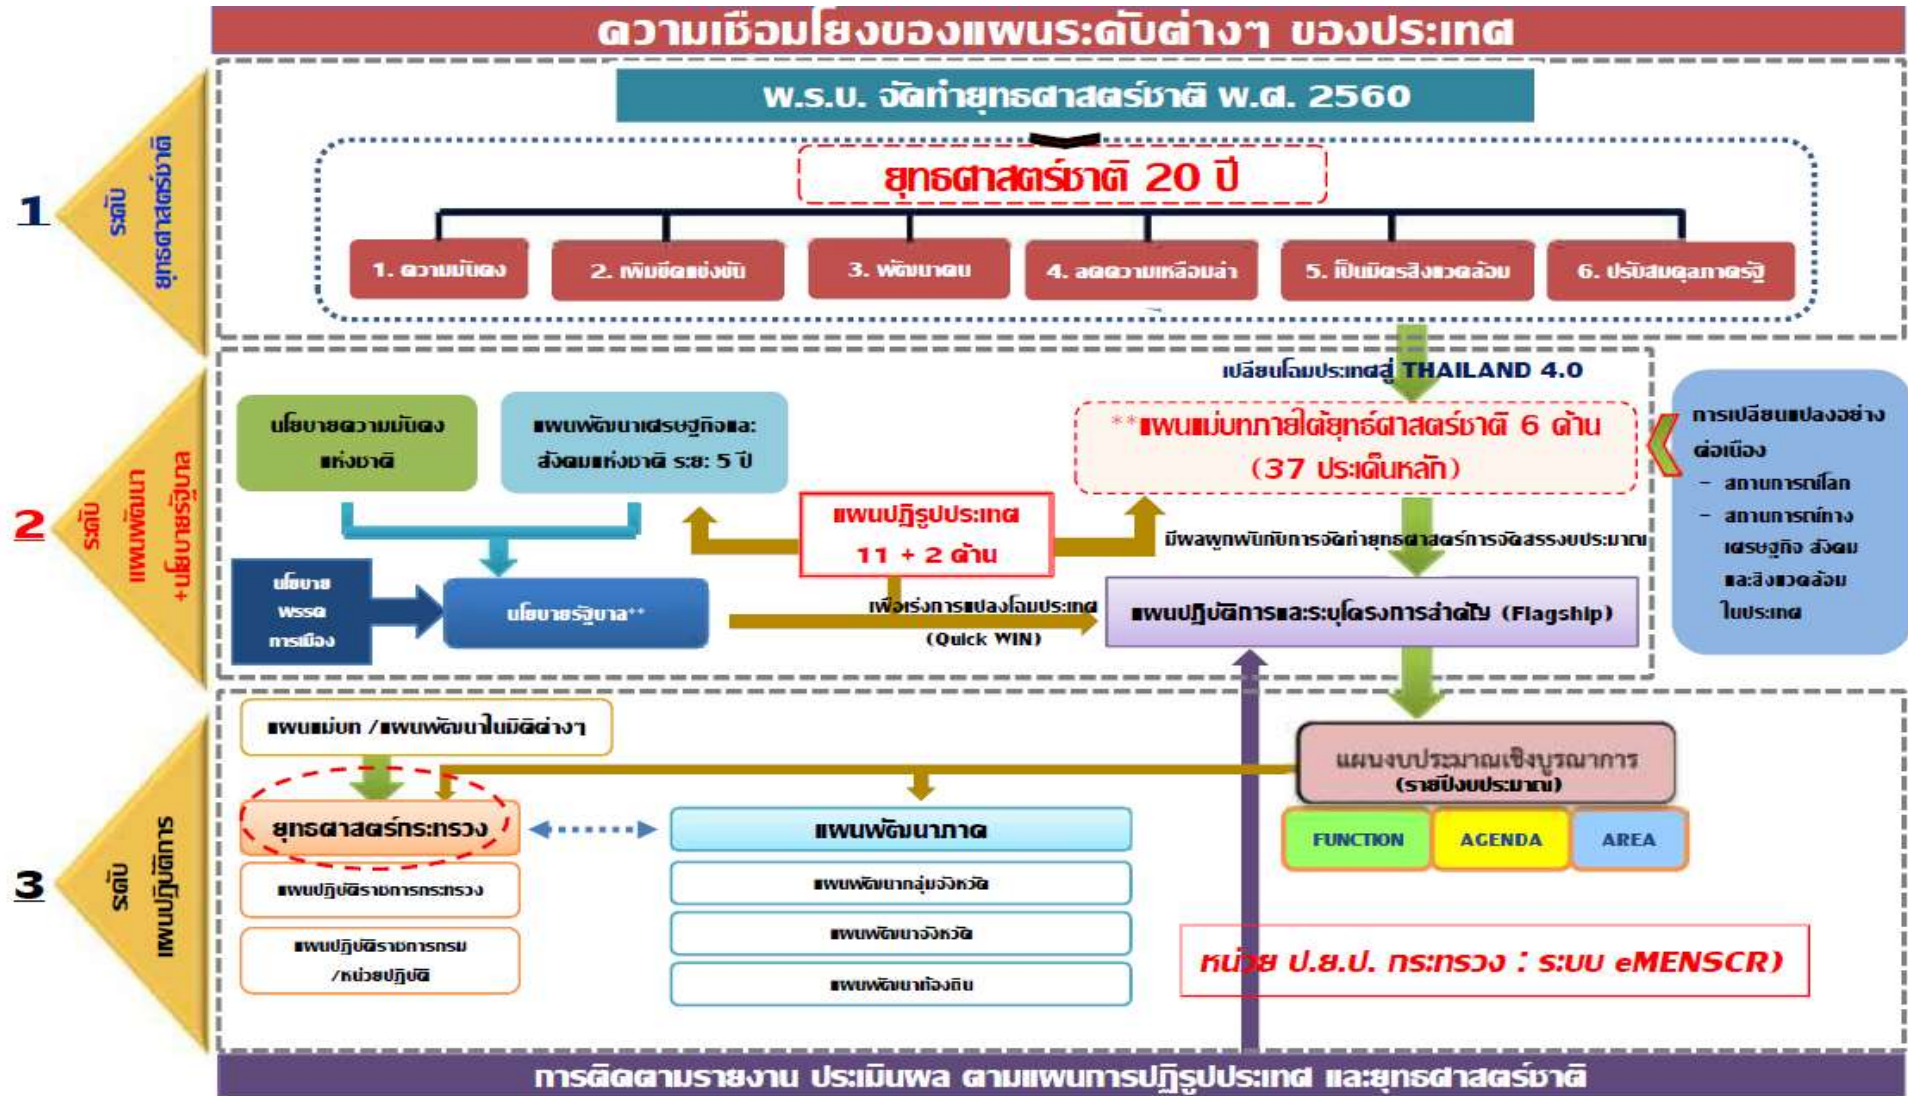 ความเชื่อมโยงของแผนระดับต่างๆ ของประเทศ
พ.ร.บ. จัดทำยุทธศาสตร์ชาติ พ.ศ. 2560
ยุทธศาสตร์ชาติ 20 ปี
1. ความมั่นคง
2. เพิ่มขีดแข่งขัน
3. พัฒนาคน
4. ลดความเหลื่อมล้ำ
5. เป็นมิตรสิ่งแวดล้อม
6. ปรับสมดุลภาครัฐ
1
ระดับ
ยุทธศาสตร์ชาติ
เปลี่ยนโฉมประเทศสู่ THAILAND 4.0
2
ระดับ
แผนพัฒนา
+นโยบายรัฐบาล
นโยบายความมั่นคง
แห่งชาติ
แผนพัฒนาเศรษฐกิจและ
สังคมแห่งชาติ ระยะ 5 ปี
**แผนแม่บทภายใต้ยุทธ์ศาสตร์ชาติ 6 ด้าน
(37 ประเด็นหลัก)
การเปลี่ยนแปลงอย่าง
ต่อเนื่อง
- สถานการณ์โลก
- สถานการณ์ทาง
เศรษฐกิจ สังคม
และสิ่งแวดล้อม
ในประเทศ
แผนปฏิรูปประเทศ
11 + 2 ด้าน
มีผลผูกพันกับการจัดทำยุทธศาสตร์การจัดสรรงบประมาณ
นโยบาย
พรรค
การเมือง
นโยบายรัฐบาล**
เพื่อเร่งการแปลงโฉมประเทศ
(Quick WIN)
แผนปฏิบัติการและระบุโครงการสำคัญ (Flagship)
3
ระดับ
แผนปฏิบัติการ
แผนแม่บท /แผนพัฒนาในมิติต่างๆ
แผนงบประมาณเชิงบูรณาการ
(รายปีงบประมาณ)
FUNCTION
AGENDA
AREA
ยุทธศาสตร์กระทรวง
แผนพัฒนาภาค
แผนปฏิบัติราชการกระทรวง
แผนพัฒนากลุ่มจังหวัด
แผนปฏิบัติราชการกรม
/หน่วยปฏิบัติ
แผนพัฒนาจังหวัด
แผนพัฒนาท้องถิ่น
หน่วย ป.ย.ป. กระทรวง : ระบบ eMENSCR)
การติดตามรายงาน ประเมินผล ตามแผนการปฏิรูปประเทศ และยุทธศาสตร์ชาติ